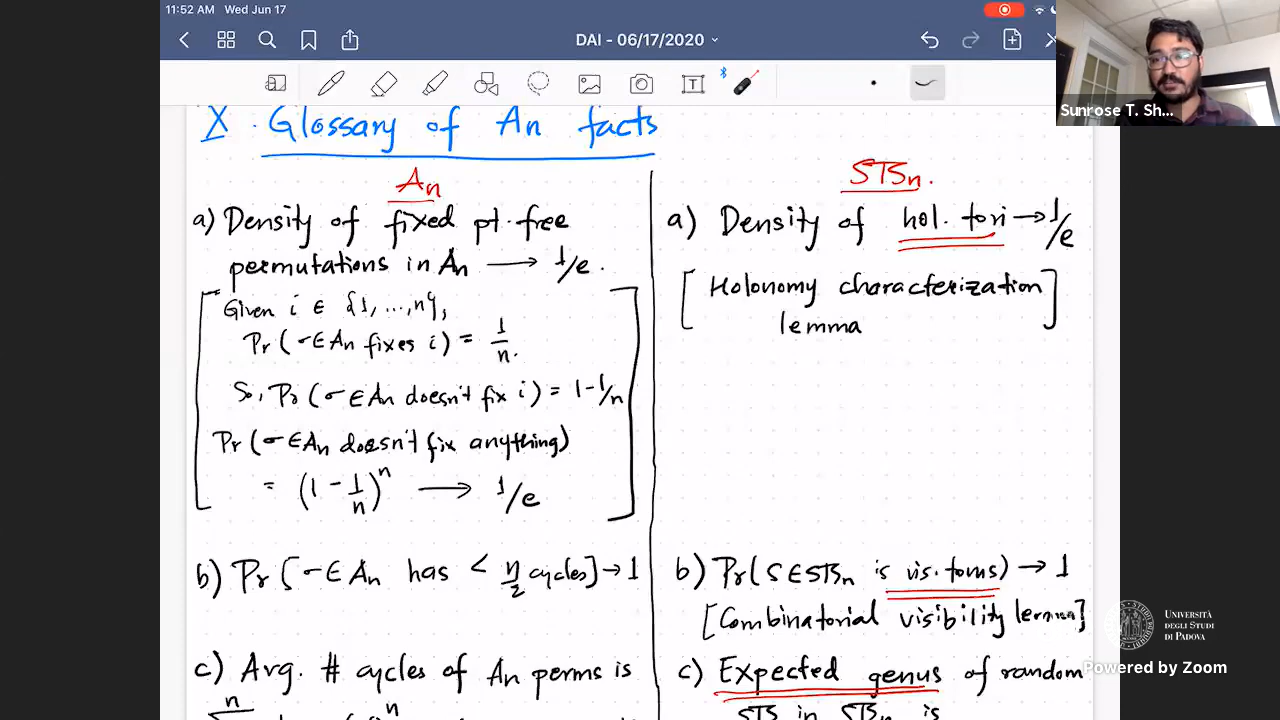 11:52 AM Wed Jun 17
DAI - 06/17/2020
Sunrose T. Sh...
X. Glossary of An facts
An
a) Density of fixed pt. free
permutations in An → 1/e.
Given i ∈ {1, ..., n},
Pr (σ∈An fixes i) = 1/n.
So, Pr (σ∈An doesn't fix i) = 1-1/n
Pr (σ∈An doesn't fix anything)
= (1 - 1/n)^n → 1/e
b) Pr [σ∈An has < n/2 cycles] → 1
c) Avg. # cycles of An perms is
STSn.
a) Density of hol. tori → 1/e
[Holonomy characterization
lemma]
b) Pr(S∈STSn is vis. torus) → 1
[Combinatorial visibility lemma]
c) Expected genus of random
STS in STSn is
UNIVERSITÀ
DEGLI STUDI
DI PADOVA
Powered by Zoom